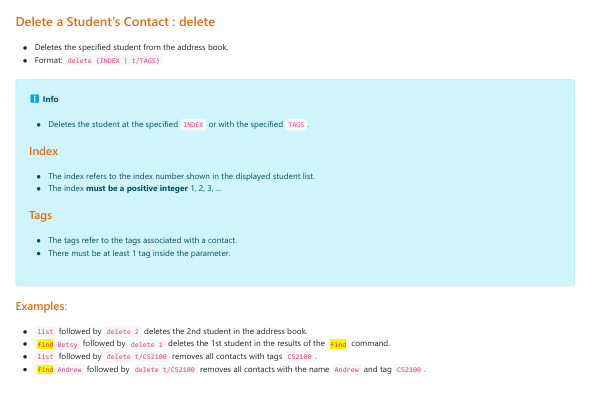 Delete a Student's Contact : delete
Deletes the specified student from the address book.
Format: delete (INDEX | t/TAGS)
Info
Deletes the student at the specified INDEX or with the specified TAGS.
Index
The index refers to the index number shown in the displayed student list.
The index must be a positive integer 1, 2, 3, ...
Tags
The tags refer to the tags associated with a contact.
There must be at least 1 tag inside the parameter.
Examples:
list followed by delete 2 deletes the 2nd student in the address book.
find Betsy followed by delete 1 deletes the 1st student in the results of the find command.
list followed by delete t/CS2100 removes all contacts with tags CS2100.
find Andrew followed by delete t/CS2100 removes all contacts with the name Andrew and tag CS2100.